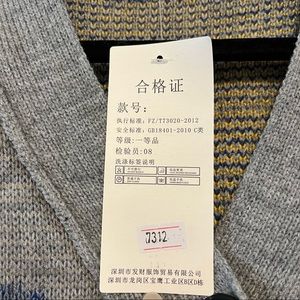 合格证
款号：
执行标准：FZ/T73020-2012
安全标准：GB18401-2010 C类
等级：一等品
检验员：08
洗涤标签说明
7312
深圳市发财服饰贸易有限公司
深圳市龙岗区宝鹰工业区B区D栋